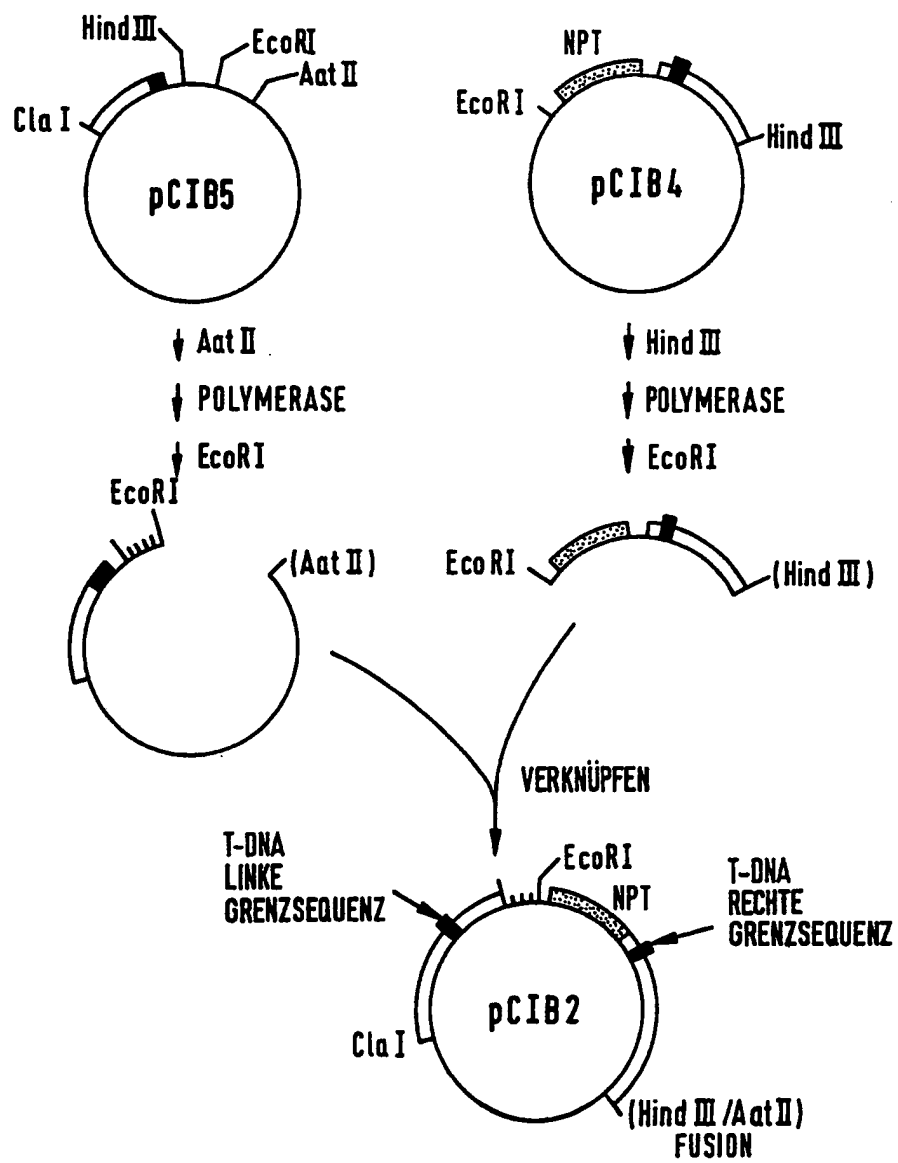 Hind III
EcoRI
Aat II
Cla I
pCIB5
NPT
EcoRI
Hind III
pCIB4
Aat II
POLYMERASE
EcoRI
Hind III
POLYMERASE
EcoRI
EcoRI
(Aat II)
EcoRI
(Hind III)
VERKNÜPFEN
T-DNA
LINKE
GRENZSEQUENZ
EcoRI
NPT
T-DNA
RECHTE
GRENZSEQUENZ
pCIB2
Cla I
(Hind III/Aat II)
FUSION